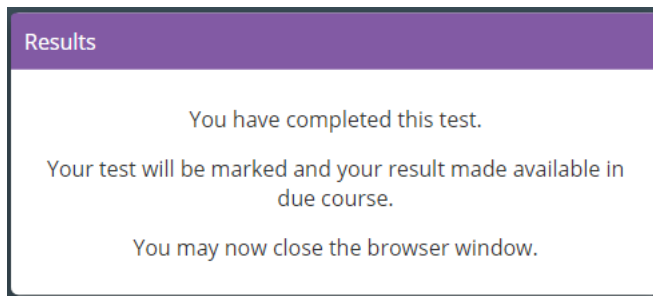 Results
You have completed this test.
Your test will be marked and your result made available in
due course.
You may now close the browser window.